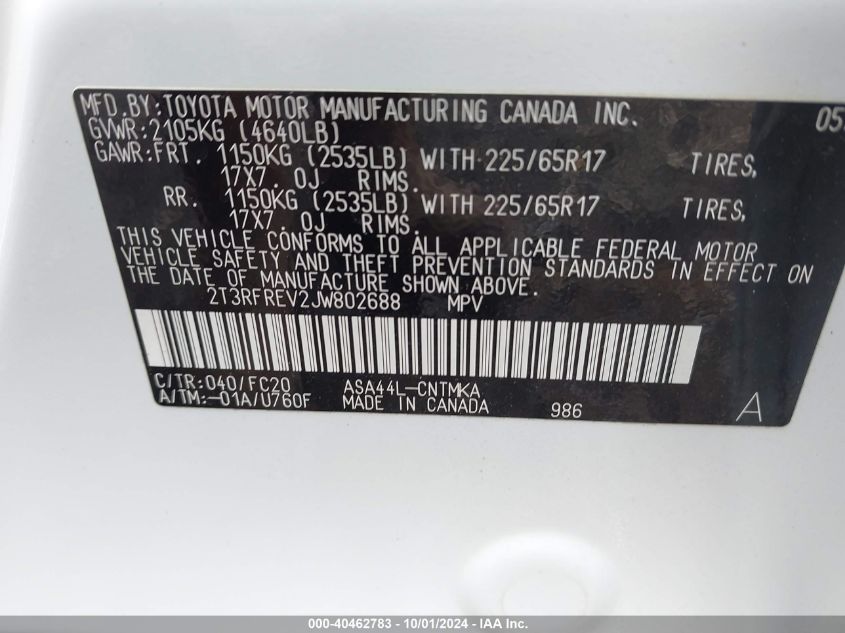 MFD.BY:TOYOTA MOTOR MANUFACTURING CANADA INC. 05
GVWR:2105KG (4640LB)
GAWR:FRT. 1150KG (2535LB) WITH 225/65R17 TIRES,
17X7.0J RIMS.
RR. 1150KG (2535LB) WITH 225/65R17 TIRES,
17X7.0J RIMS.
THIS VEHICLE CONFORMS TO ALL APPLICABLE FEDERAL MOTOR
VEHICLE SAFETY AND THEFT PREVENTION STANDARDS IN EFFECT ON
THE DATE OF MANUFACTURE SHOWN ABOVE.
2T3RFREV2JW802688 MPV
C/TR:040/FC20 ASA44L-CNTMKA
A/TM:-01A/U760F MADE IN CANADA 986 A
000-40462783 - 10/01/2024 - IAA Inc.